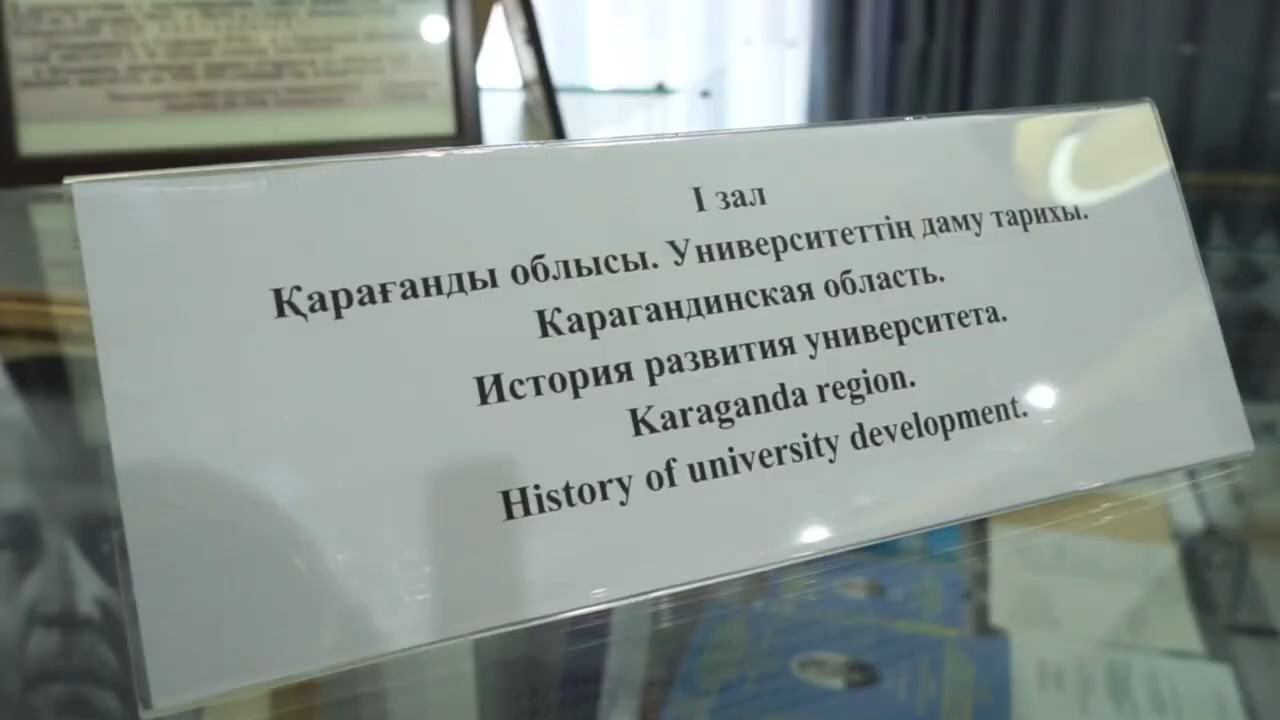 І зал
Қарағанды облысы. Университеттің даму тарихы.
Карагандинская область.
История развития университета.
Karaganda region.
History of university development.